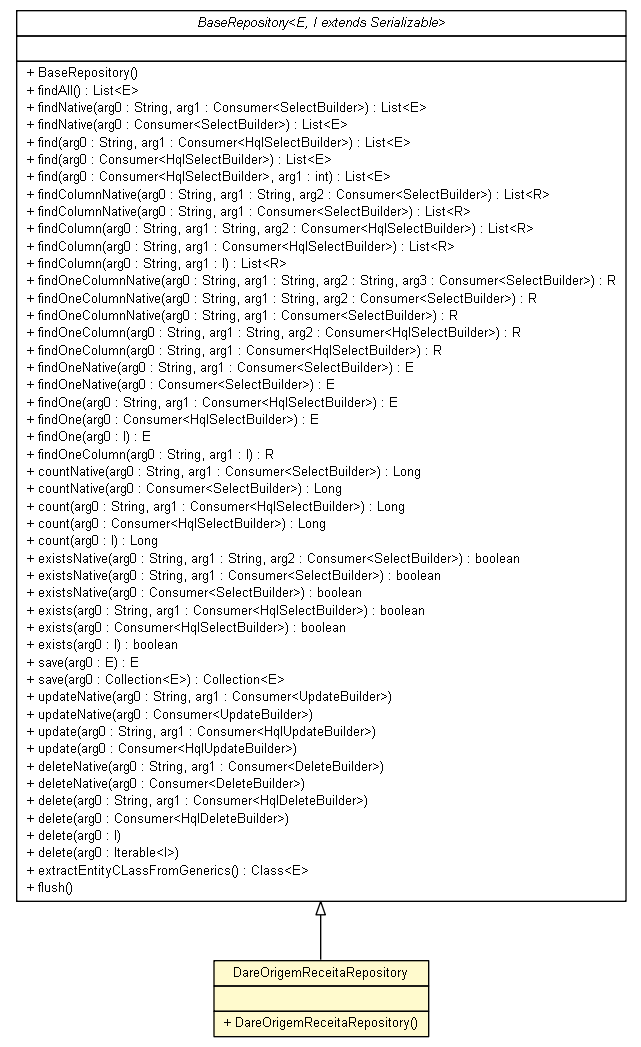 BaseRepository<E, I extends Serializable>
+ BaseRepository()
+ findAll() : List<E>
+ findNative(arg0 : String, arg1 : Consumer<SelectBuilder>) : List<E>
+ findNative(arg0 : Consumer<SelectBuilder>) : List<E>
+ find(arg0 : String, arg1 : Consumer<HqlSelectBuilder>) : List<E>
+ find(arg0 : Consumer<HqlSelectBuilder>) : List<E>
+ find(arg0 : Consumer<HqlSelectBuilder>, arg1 : int) : List<E>
+ findColumnNative(arg0 : String, arg1 : String, arg2 : Consumer<SelectBuilder>) : List<R>
+ findColumnNative(arg0 : String, arg1 : Consumer<SelectBuilder>) : List<R>
+ findColumn(arg0 : String, arg1 : String, arg2 : Consumer<HqlSelectBuilder>) : List<R>
+ findColumn(arg0 : String, arg1 : Consumer<HqlSelectBuilder>) : List<R>
+ findColumn(arg0 : String, arg1 : I) : List<R>
+ findOneColumnNative(arg0 : String, arg1 : String, arg2 : String, arg3 : Consumer<SelectBuilder>) : R
+ findOneColumnNative(arg0 : String, arg1 : String, arg2 : Consumer<SelectBuilder>) : R
+ findOneColumnNative(arg0 : String, arg1 : Consumer<SelectBuilder>) : R
+ findOneColumn(arg0 : String, arg1 : String, arg2 : Consumer<HqlSelectBuilder>) : R
+ findOneColumn(arg0 : String, arg1 : Consumer<HqlSelectBuilder>) : R
+ findOneNative(arg0 : String, arg1 : Consumer<SelectBuilder>) : E
+ findOneNative(arg0 : Consumer<SelectBuilder>) : E
+ findOne(arg0 : String, arg1 : Consumer<HqlSelectBuilder>) : E
+ findOne(arg0 : Consumer<HqlSelectBuilder>) : E
+ findOne(arg0 : I) : E
+ findOneColumn(arg0 : String, arg1 : I) : R
+ countNative(arg0 : String, arg1 : Consumer<SelectBuilder>) : Long
+ countNative(arg0 : Consumer<SelectBuilder>) : Long
+ count(arg0 : String, arg1 : Consumer<HqlSelectBuilder>) : Long
+ count(arg0 : Consumer<HqlSelectBuilder>) : Long
+ count(arg0 : I) : Long
+ existsNative(arg0 : String, arg1 : String, arg2 : Consumer<SelectBuilder>) : boolean
+ existsNative(arg0 : String, arg1 : Consumer<SelectBuilder>) : boolean
+ existsNative(arg0 : Consumer<SelectBuilder>) : boolean
+ exists(arg0 : String, arg1 : Consumer<HqlSelectBuilder>) : boolean
+ exists(arg0 : Consumer<HqlSelectBuilder>) : boolean
+ exists(arg0 : I) : boolean
+ save(arg0 : E) : E
+ save(arg0 : Collection<E>) : Collection<E>
+ updateNative(arg0 : String, arg1 : Consumer<UpdateBuilder>)
+ updateNative(arg0 : Consumer<UpdateBuilder>)
+ update(arg0 : String, arg1 : Consumer<HqlUpdateBuilder>)
+ update(arg0 : Consumer<HqlUpdateBuilder>)
+ deleteNative(arg0 : String, arg1 : Consumer<DeleteBuilder>)
+ deleteNative(arg0 : Consumer<DeleteBuilder>)
+ delete(arg0 : String, arg1 : Consumer<HqlDeleteBuilder>)
+ delete(arg0 : Consumer<HqlDeleteBuilder>)
+ delete(arg0 : I)
+ delete(arg0 : Iterable<I>)
+ extractEntityCLassFromGenerics() : Class<E>
+ flush()
DareOrigemReceitaRepository
+ DareOrigemReceitaRepository()